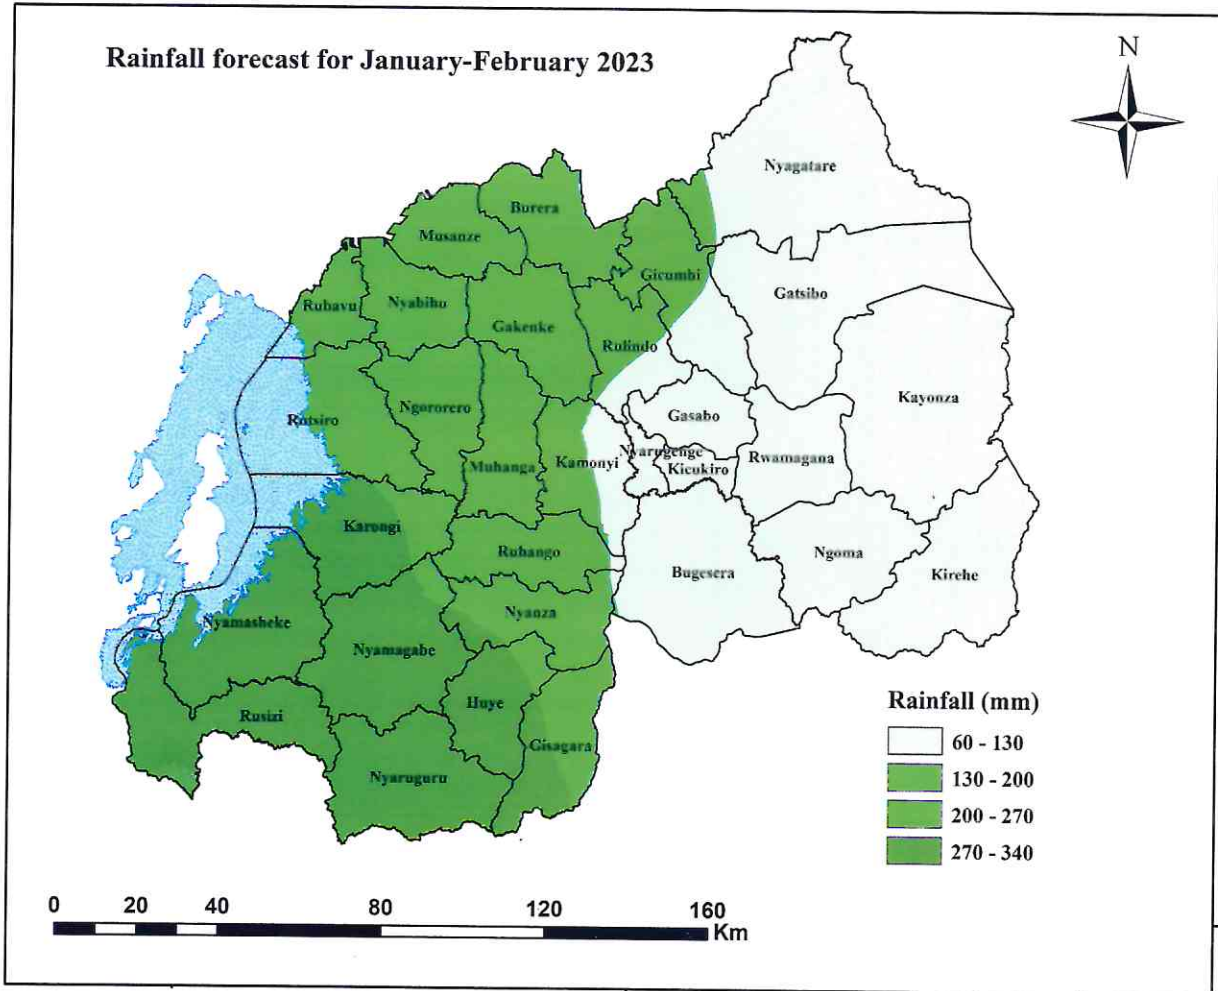 Rainfall forecast for January-February 2023
N
Nyagatare
Burera
Musanze
Gicumbi
Gatsibo
Rubavu
Nyabihu
Gakenke
Rulindo
Kayonza
Ngororero
Gasabo
Rutsiro
Nyarugenge
Kamonyi
Rwamagana
Muhanga
Kicukiro
Karongi
Ruhango
Ngoma
Bugesera
Kirehe
Nyanza
Nyamasheke
Nyamagabe
Huye
Rusizi
Gisagara
Nyaruguru
Rainfall (mm)
60 - 130
130 - 200
200 - 270
270 - 340
0 20 40 80 120 160
Km